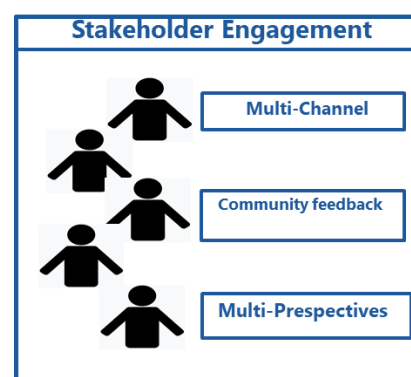 Stakeholder Engagement
Multi-Channel
Community feedback
Multi-Prespectives